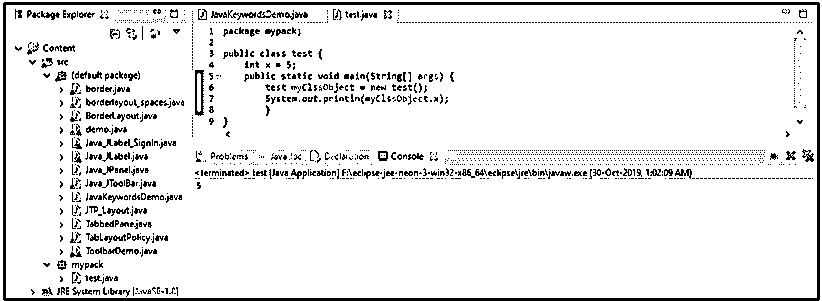 Package Explorer
Content
src
(default package)
border.java
borderlayout_spaces.java
BorderLayout.java
demo.java
Java_JLabel_SignIn.java
Java_JLabel.java
Java_JPanel.java
Java_JToolBar.java
JavaKeywordsDemo.java
JTP_Layout.java
TabbedPane.java
TabLayoutPolicy.java
ToolbarDemo.java
mypack
test.java
JRE System Library [JavaSE-1.8]
JavaKeywordsDemo.java test.java
1 package mypack;
2
3 public class test {
4 int x = 5;
5 public static void main(String[] args) {
6 test myClssObject = new test();
7 System.out.println(myClssObject.x);
8 }
9 }
Problems Javadoc Declaration Console
<terminated> test [Java Application] F:\eclipse-jee-neon-3-win32-x86_64\eclipse\jre\bin\javaw.exe (30-Oct-2019, 1:02:09 AM)
5